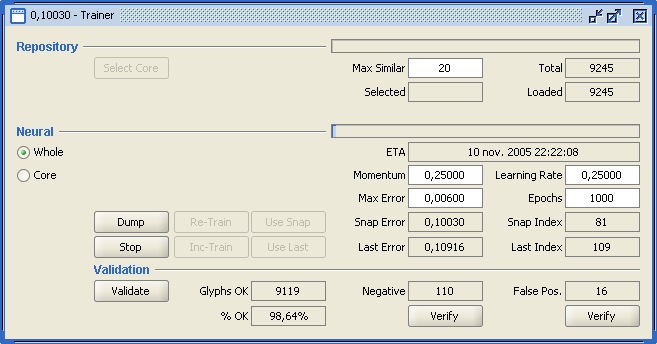 0,10030 - Trainer
Repository
Select Core Max Similar 20 Total 9245
Selected Loaded 9245
Neural
Whole ETA 10 nov. 2005 22:22:08
Core Momentum 0,25000 Learning Rate 0,25000
Max Error 0,00600 Epochs 1000
Dump Re-Train Use Snap Snap Error 0,10030 Snap Index 81
Stop Inc-Train Use Last Last Error 0,10916 Last Index 109
Validation
Validate Glyphs OK 9119 Negative 110 False Pos. 16
% OK 98,64% Verify Verify